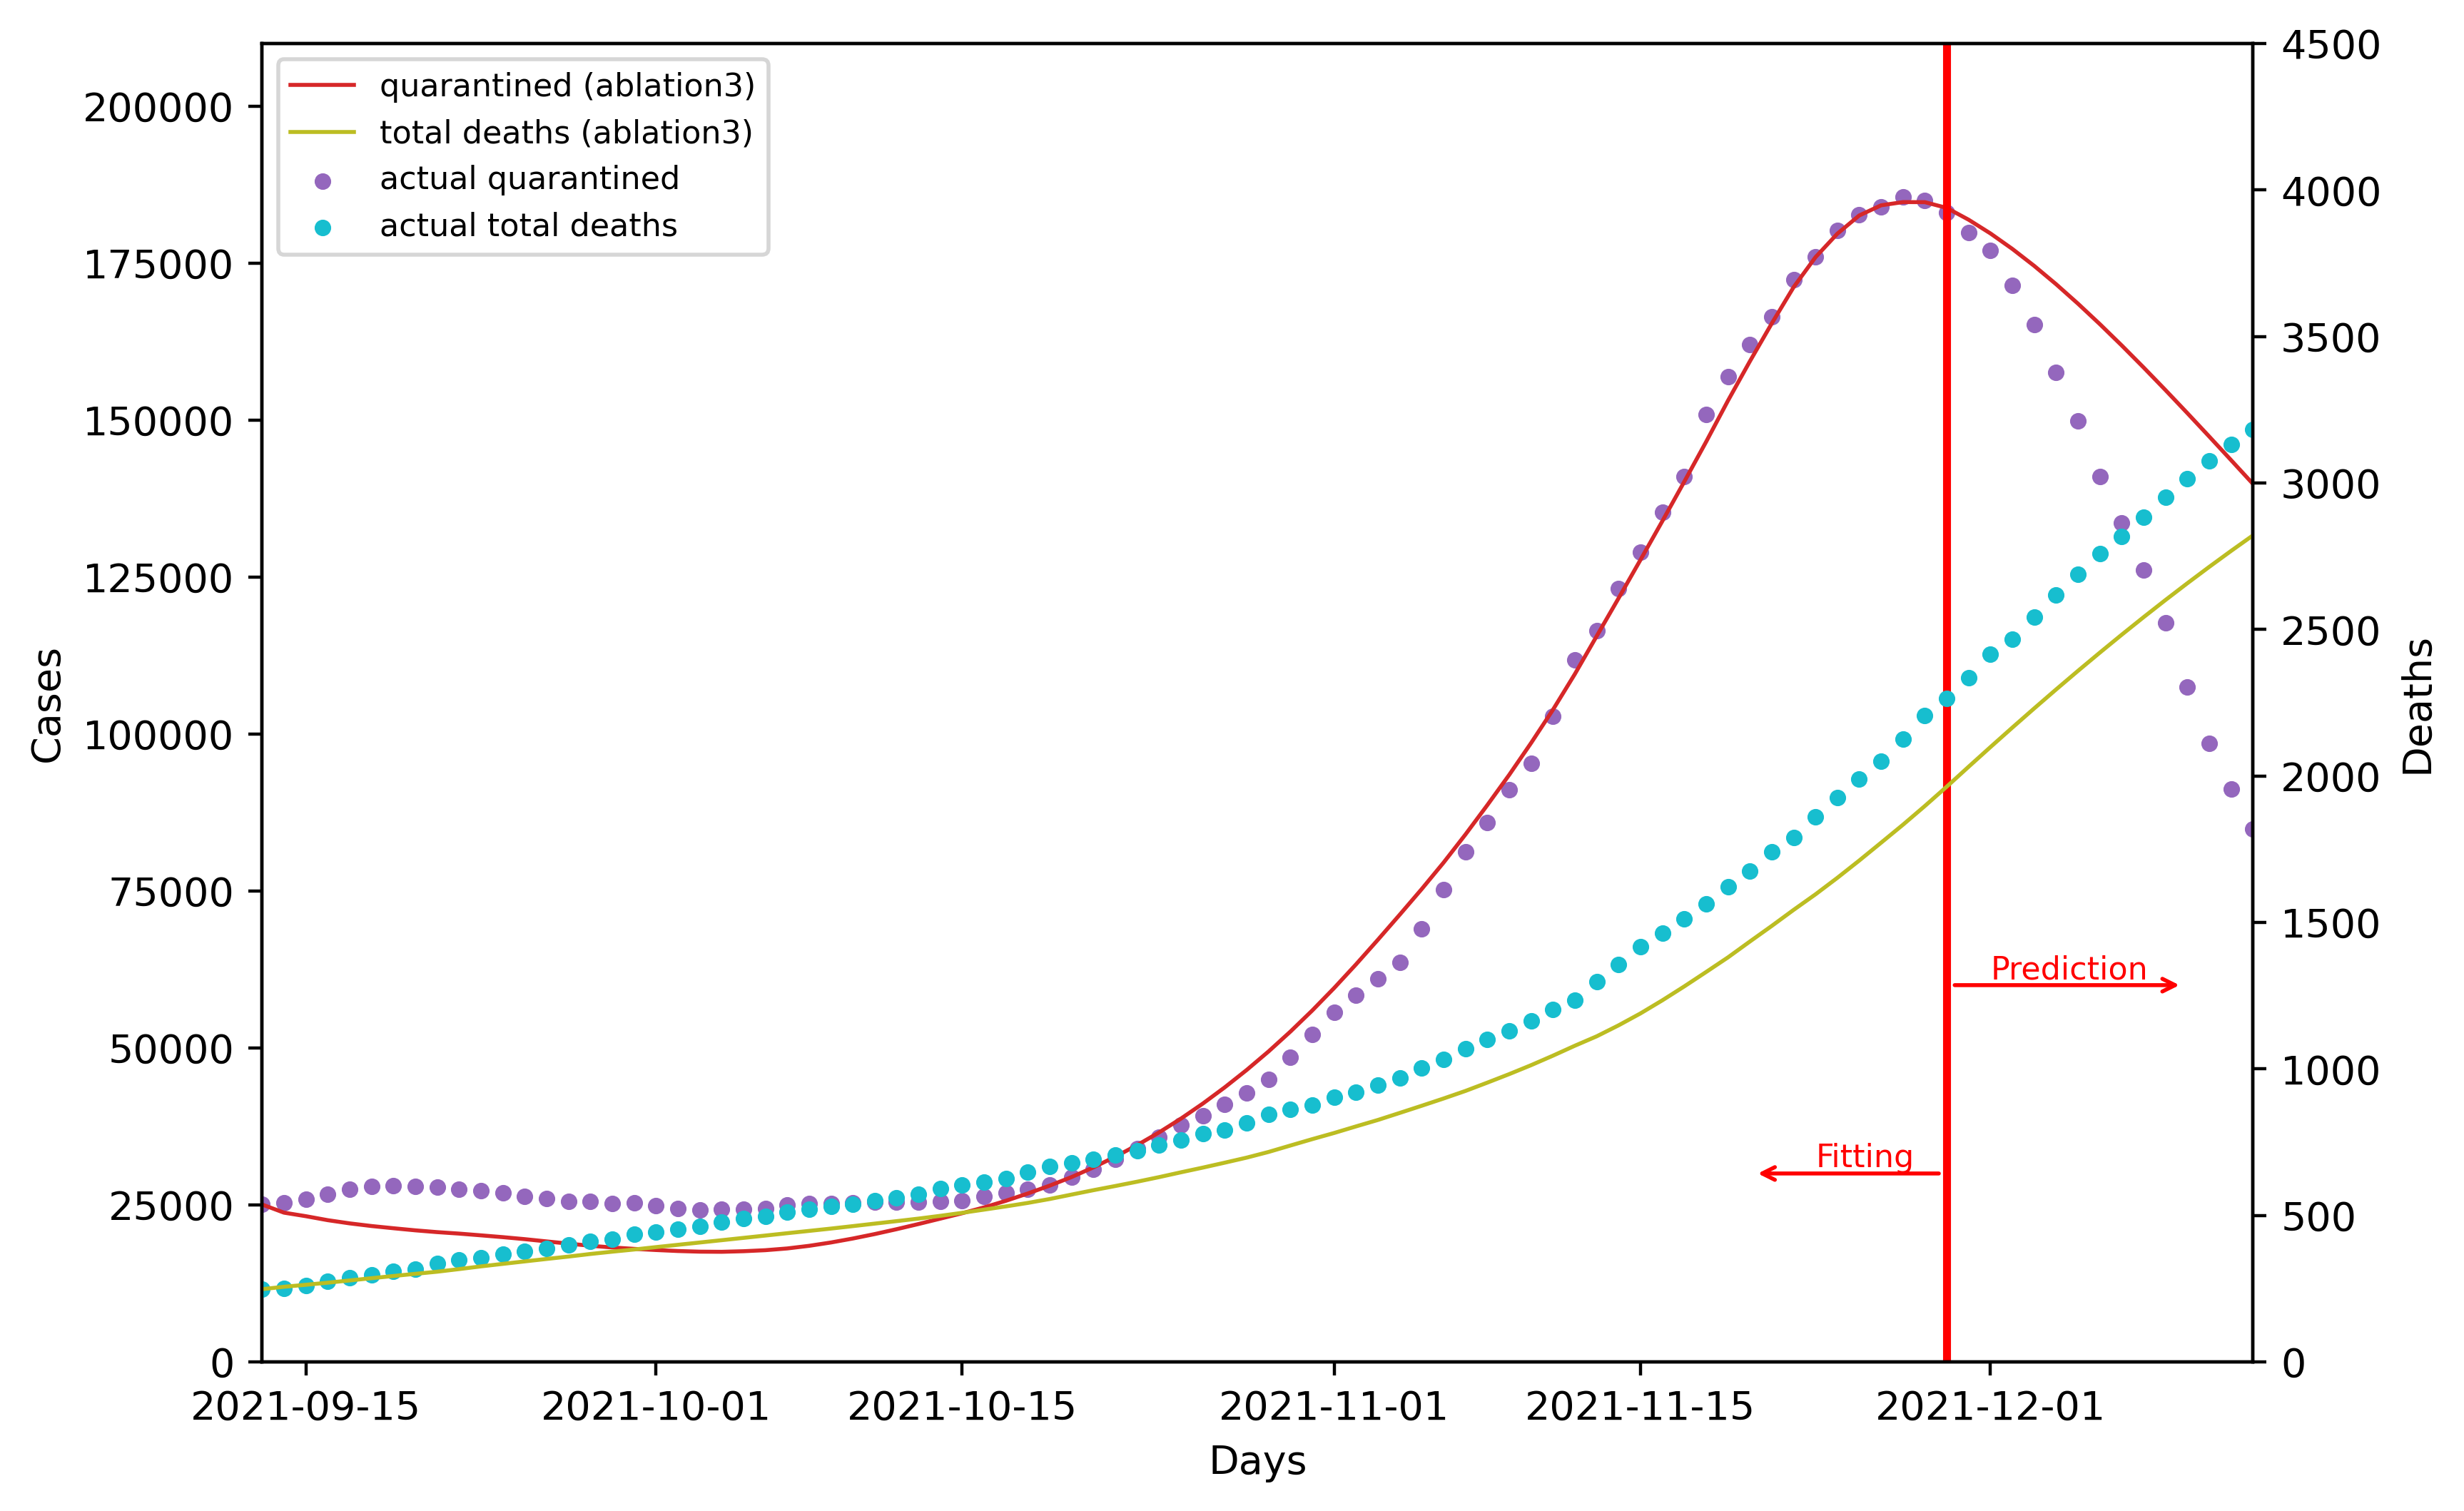 quarantined (ablation3)
total deaths (ablation3)
actual quarantined
actual total deaths
200000
175000
150000
125000
100000
75000
50000
25000
0
Cases
4500
4000
3500
3000
2500
2000
1500
1000
500
0
Deaths
Prediction
Fitting
2021-09-15
2021-10-01
2021-10-15
2021-11-01
2021-11-15
2021-12-01
Days